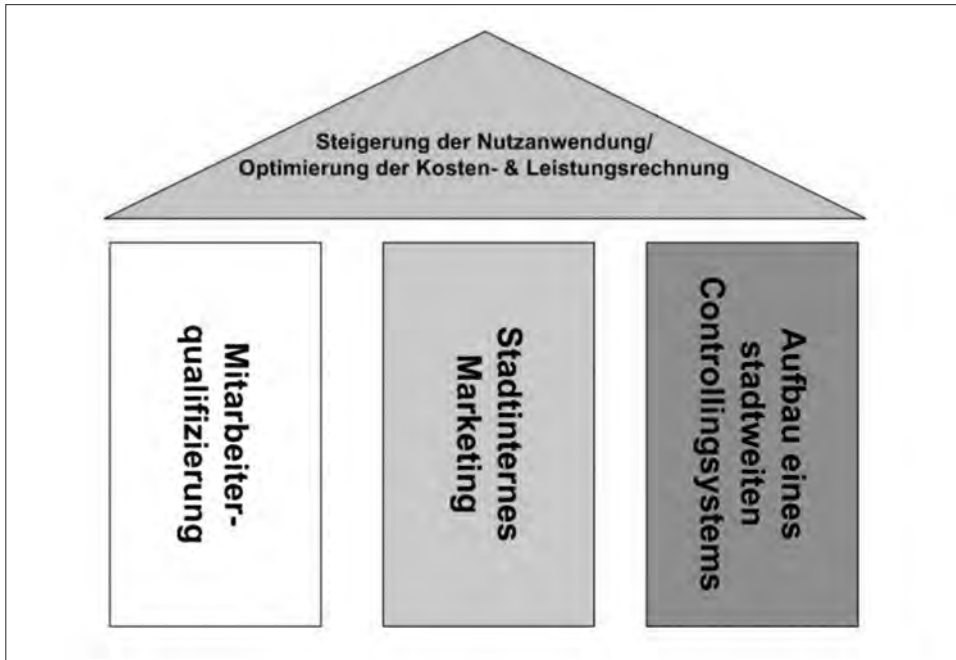 Steigerung der Nutzanwendung/
Optimierung der Kosten- & Leistungsrechnung
Mitarbeiter-
qualifizierung
Stadtinternes
Marketing
Aufbau eines
stadtweiten
Controllingsystems